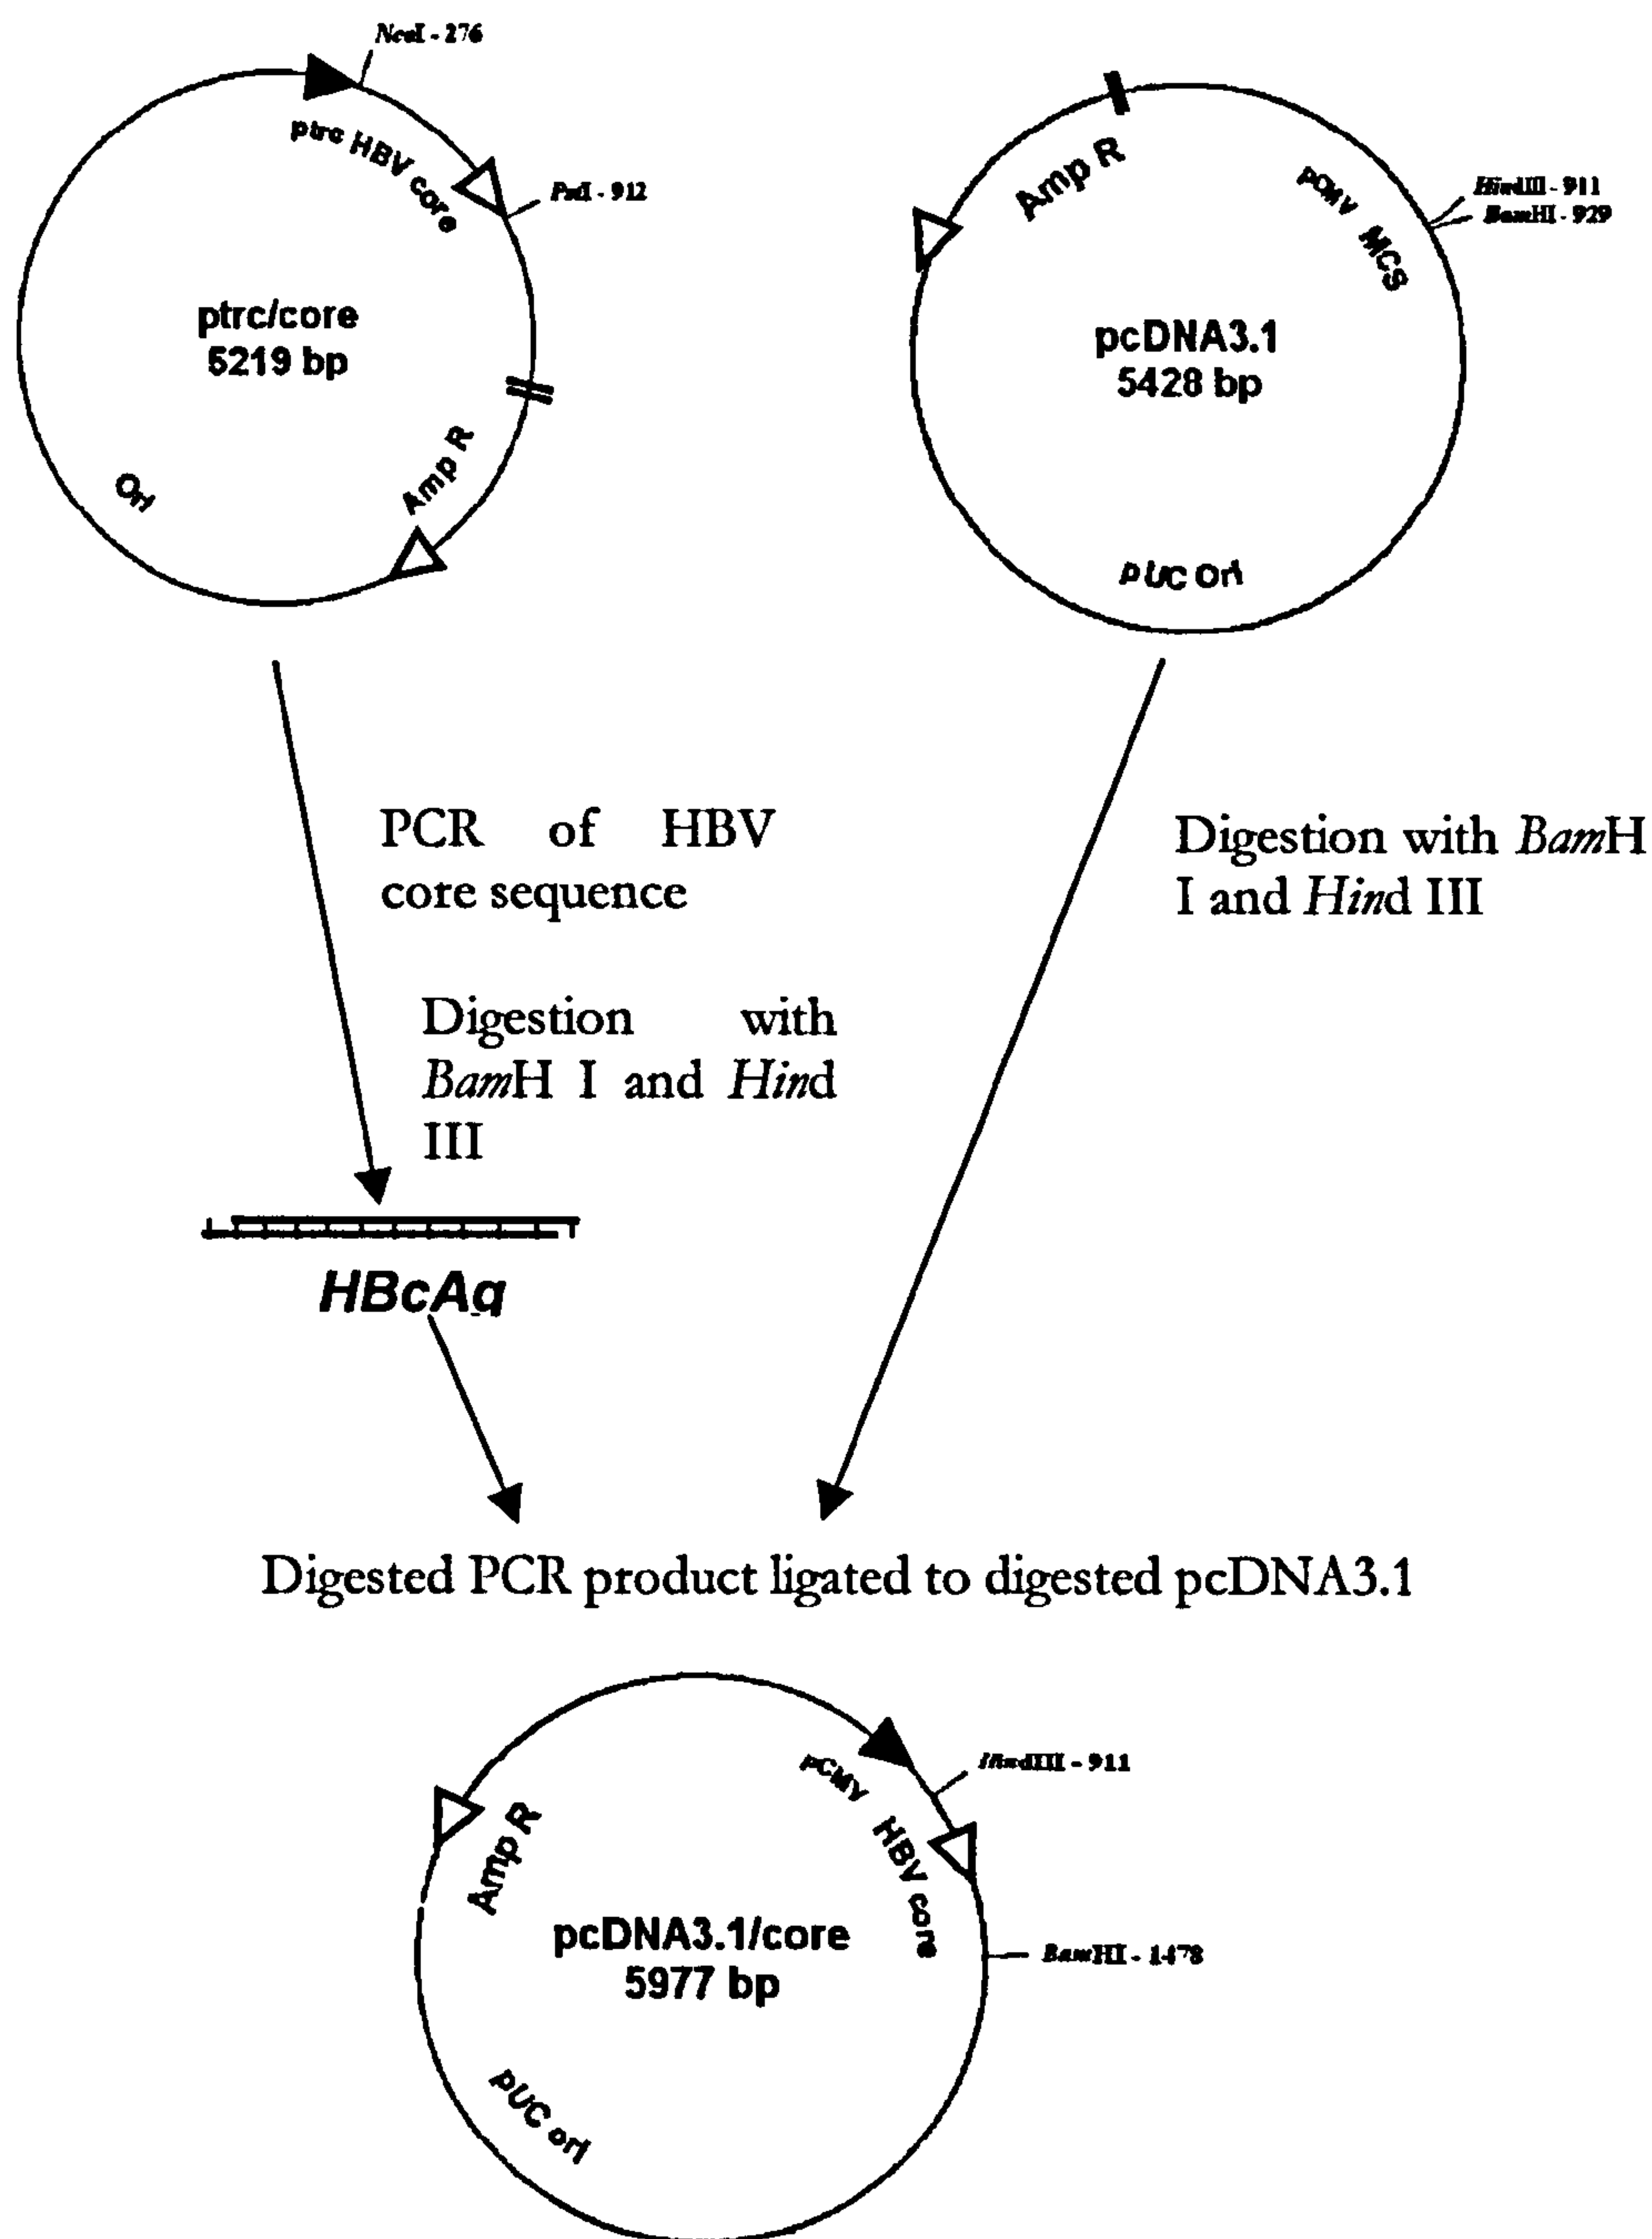 NcoI - 276
ptrc HBV core
PstI - 912
ptrc/core
5219 bp
Amp R
Ori
Amp R
pCMV MCS
HindIII - 911
BamHI - 929
pcDNA3.1
5428 bp
pUC Ori
PCR of HBV
core sequence
Digestion with
BamH I and Hind
III
Digestion with BamH
I and Hind III
HBcAg
Digested PCR product ligated to digested pcDNA3.1
pCMV HBV core
HindIII - 911
Amp R
pcDNA3.1/core
5977 bp
BamHI - 1478
pUC ori